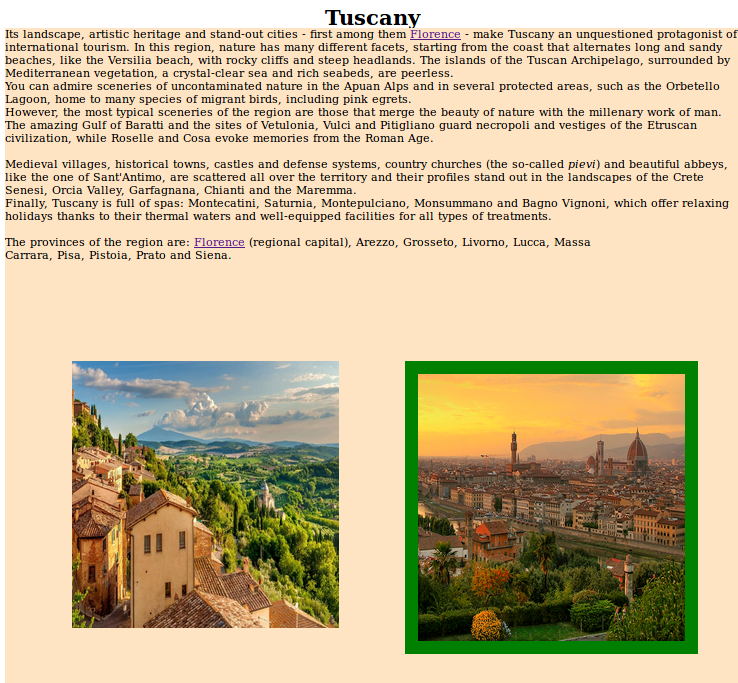 Tuscany
Its landscape, artistic heritage and stand-out cities - first among them Florence - make Tuscany an unquestioned protagonist of
international tourism. In this region, nature has many different facets, starting from the coast that alternates long and sandy
beaches, like the Versilia beach, with rocky cliffs and steep headlands. The islands of the Tuscan Archipelago, surrounded by
Mediterranean vegetation, a crystal-clear sea and rich seabeds, are peerless.
You can admire sceneries of uncontaminated nature in the Apuan Alps and in several protected areas, such as the Orbetello
Lagoon, home to many species of migrant birds, including pink egrets.
However, the most typical sceneries of the region are those that merge the beauty of nature with the millenary work of man.
The amazing Gulf of Baratti and the sites of Vetulonia, Vulci and Pitigliano guard necropoli and vestiges of the Etruscan
civilization, while Roselle and Cosa evoke memories from the Roman Age.
Medieval villages, historical towns, castles and defense systems, country churches (the so-called pievi) and beautiful abbeys,
like the one of Sant'Antimo, are scattered all over the territory and their profiles stand out in the landscapes of the Crete
Senesi, Orcia Valley, Garfagnana, Chianti and the Maremma.
Finally, Tuscany is full of spas: Montecatini, Saturnia, Montepulciano, Monsummano and Bagno Vignoni, which offer relaxing
holidays thanks to their thermal waters and well-equipped facilities for all types of treatments.
The provinces of the region are: Florence (regional capital), Arezzo, Grosseto, Livorno, Lucca, Massa
Carrara, Pisa, Pistoia, Prato and Siena.